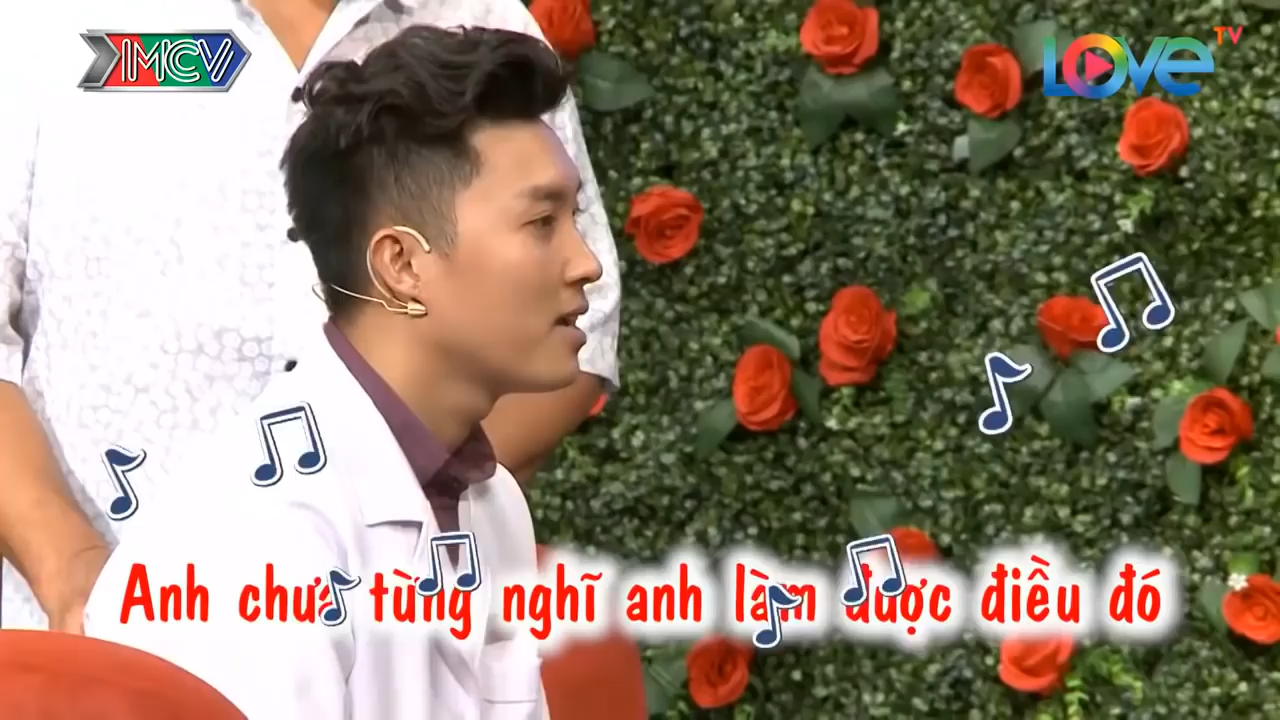 MCV
LOVE TV
Anh chưa từng nghĩ anh làm được điều đó